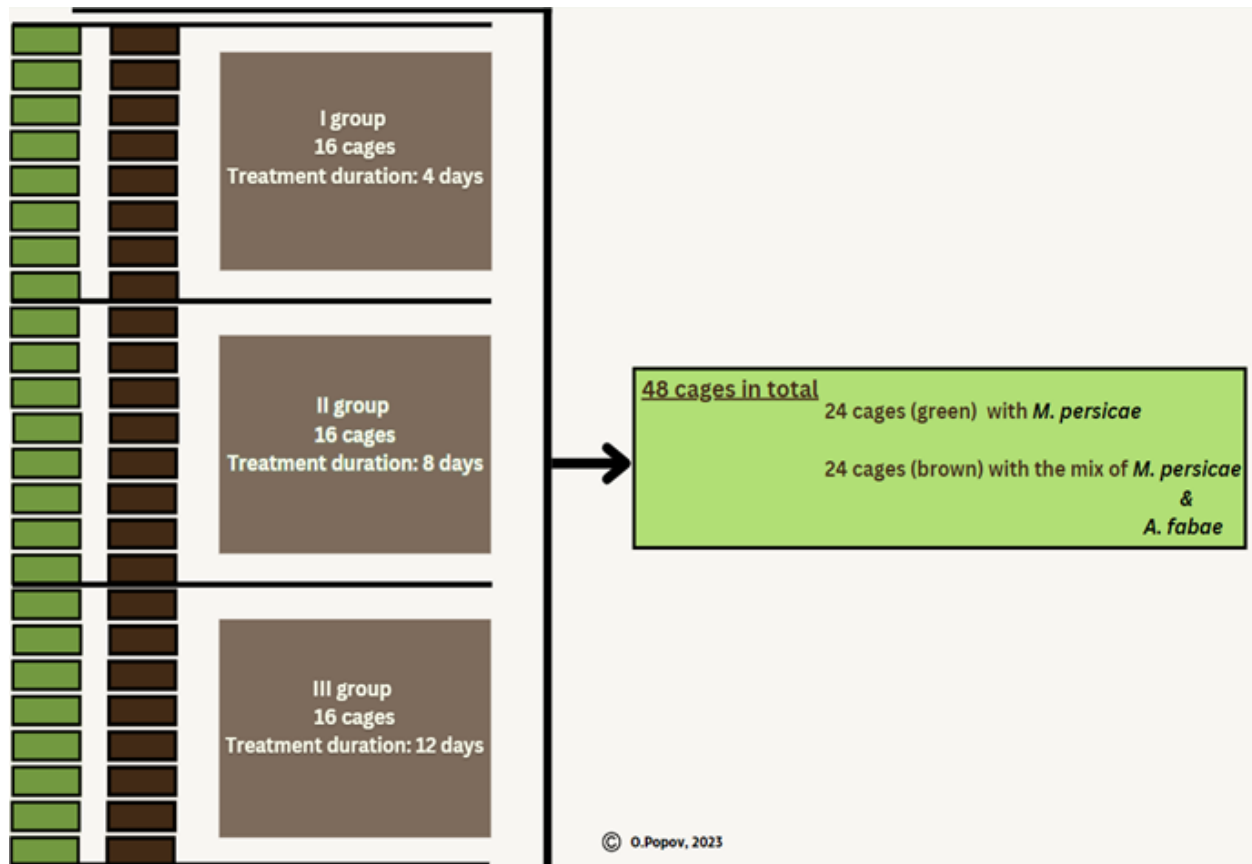 I group
16 cages
Treatment duration: 4 days
II group
16 cages
Treatment duration: 8 days
III group
16 cages
Treatment duration: 12 days
48 cages in total
24 cages (green) with M. persicae
24 cages (brown) with the mix of M. persicae
&
A. fabae
© O.Popov, 2023